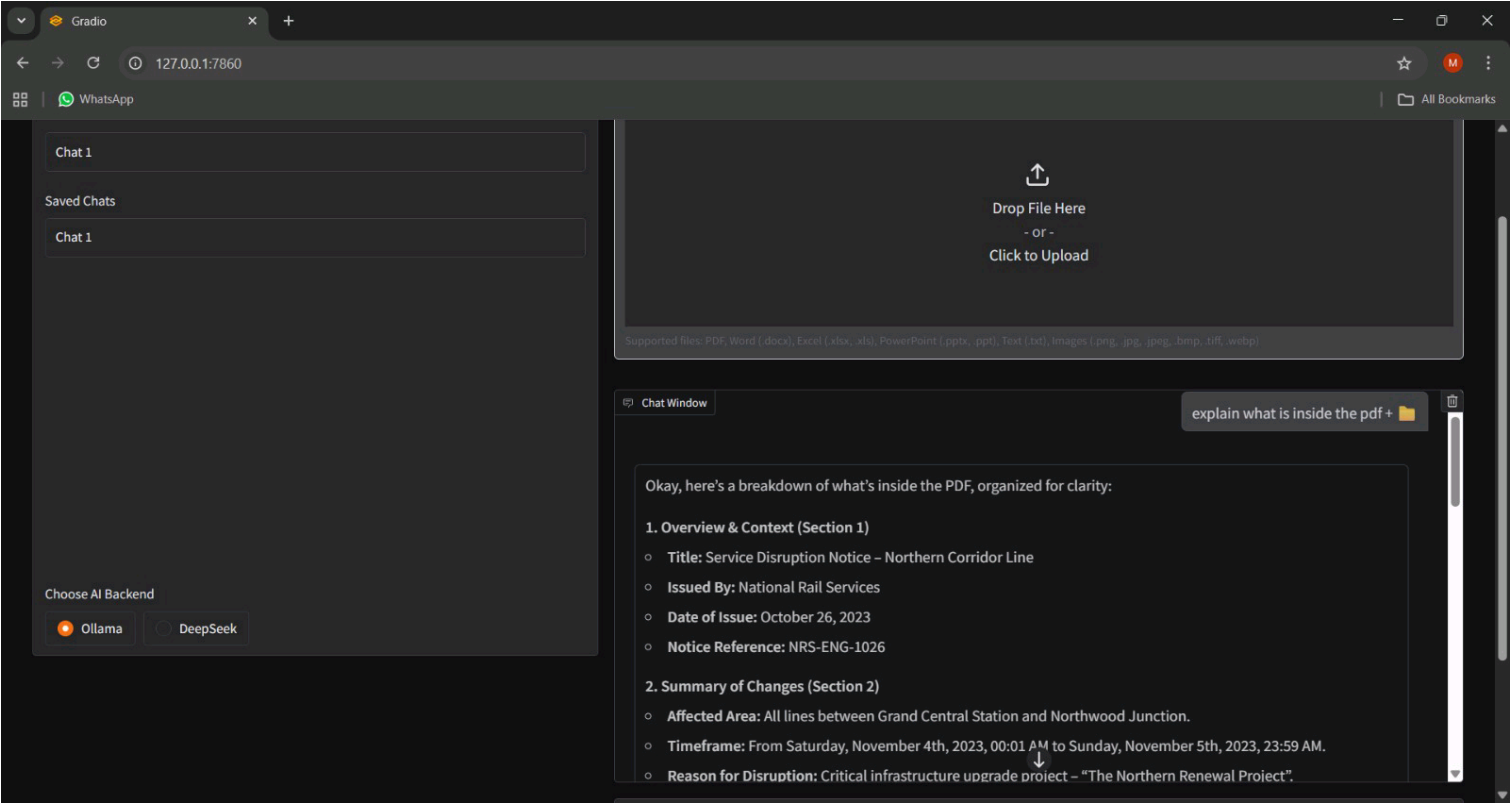 Gradio
127.0.0.1:7860
M
WhatsApp
All Bookmarks
Chat 1
Saved Chats
Chat 1
Choose AI Backend
Ollama
DeepSeek
Drop File Here
- or -
Click to Upload
Supported files: PDF, Word (.docx), Excel (.xlsx, .xls), PowerPoint (.pptx, .ppt), Text (.txt), Images (.png, .jpg, .jpeg, .bmp, .tiff, .webp)
Chat Window
explain what is inside the pdf +
Okay, here’s a breakdown of what’s inside the PDF, organized for clarity:
1. Overview & Context (Section 1)
Title: Service Disruption Notice – Northern Corridor Line
Issued By: National Rail Services
Date of Issue: October 26, 2023
Notice Reference: NRS-ENG-1026
2. Summary of Changes (Section 2)
Affected Area: All lines between Grand Central Station and Northwood Junction.
Timeframe: From Saturday, November 4th, 2023, 00:01 AM to Sunday, November 5th, 2023, 23:59 AM.
Reason for Disruption: Critical infrastructure upgrade project – “The Northern Renewal Project”.